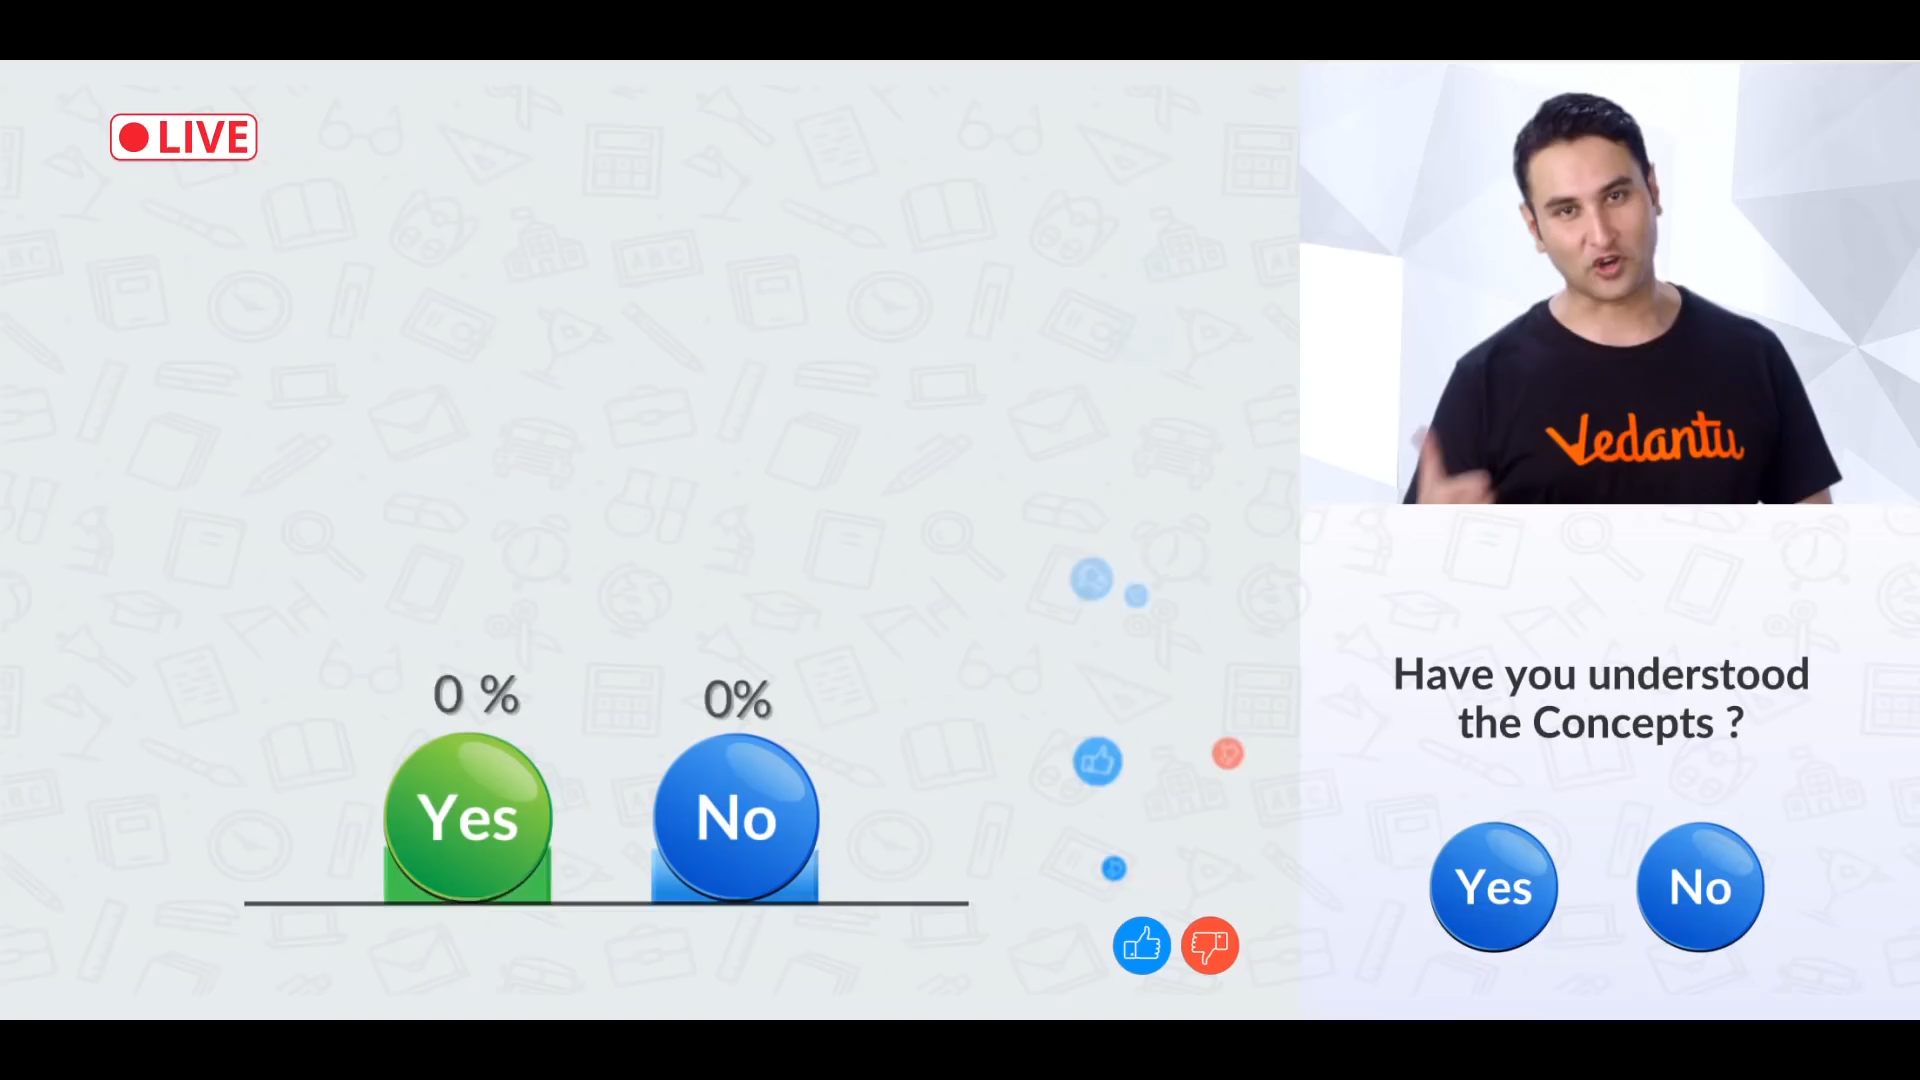 LIVE
Vedantu
0 %
0%
Yes
No
Have you understood
the Concepts ?
Yes
No